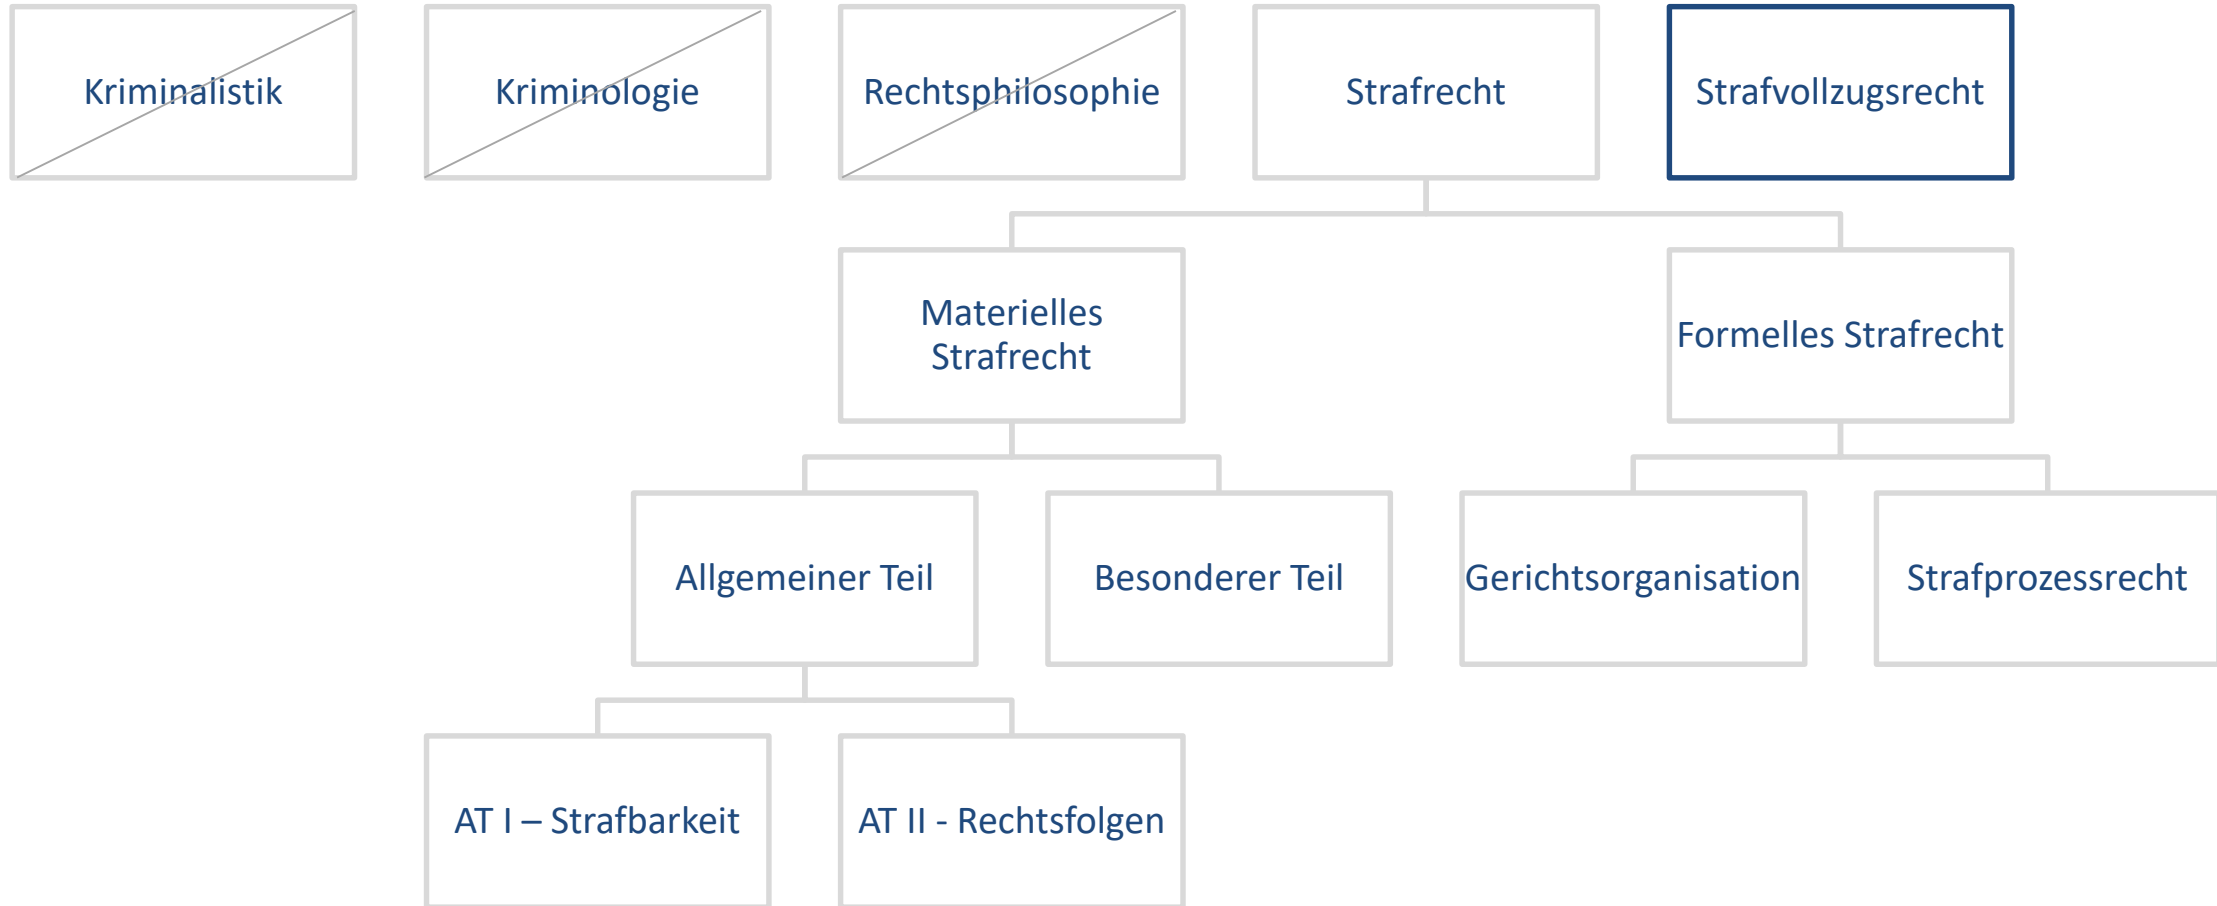 Kriminalistik
Kriminologie
Rechtsphilosophie
Strafrecht
Strafvollzugsrecht
Materielles
Strafrecht
Formelles Strafrecht
Allgemeiner Teil
Besonderer Teil
Gerichtsorganisation
Strafprozessrecht
AT I – Strafbarkeit
AT II - Rechtsfolgen